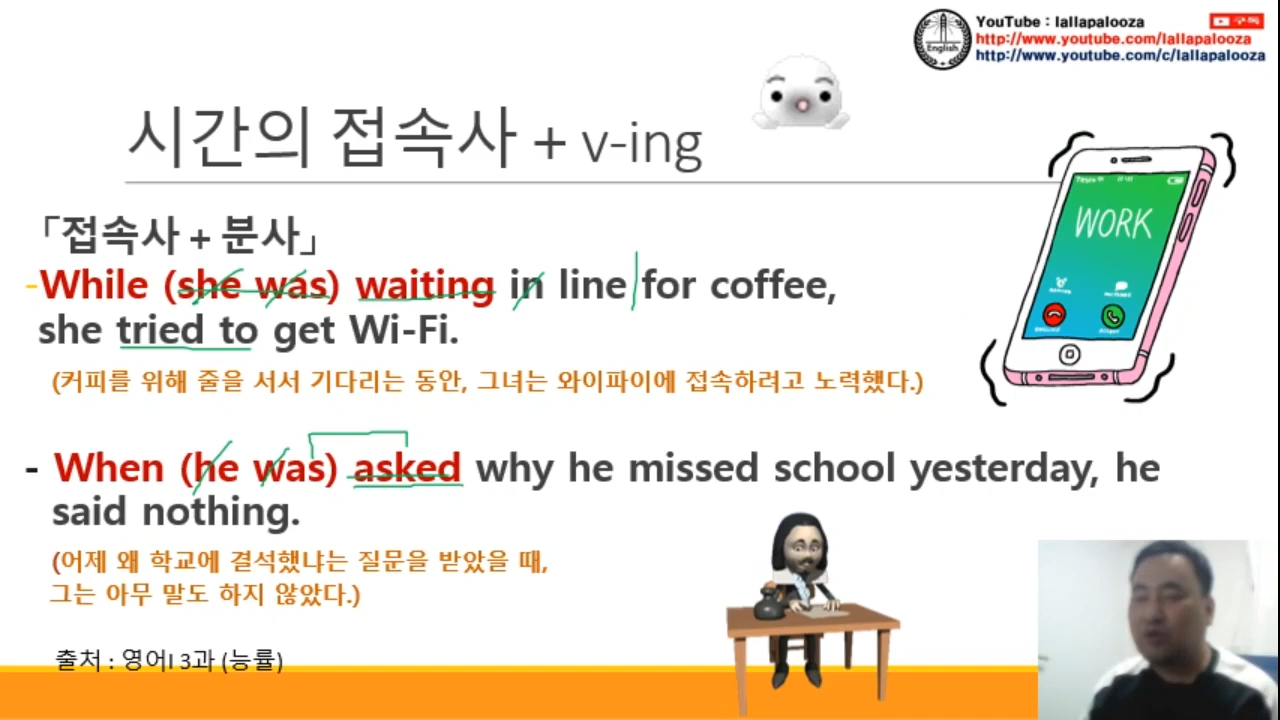 YouTube : lallapalooza
구독
http://www.youtube.com/lallapalooza
http://www.youtube.com/c/lallapalooza
English
시간의 접속사 + v-ing
「접속사 + 분사」
WORK
-While (she was) waiting in line for coffee,
she tried to get Wi-Fi.
(커피를 위해 줄을 서서 기다리는 동안, 그녀는 와이파이에 접속하려고 노력했다.)
- When (he was) asked why he missed school yesterday, he
said nothing.
(어제 왜 학교에 결석했냐는 질문을 받았을 때,
그는 아무 말도 하지 않았다.)
출처 : 영어I 3과 (능률)